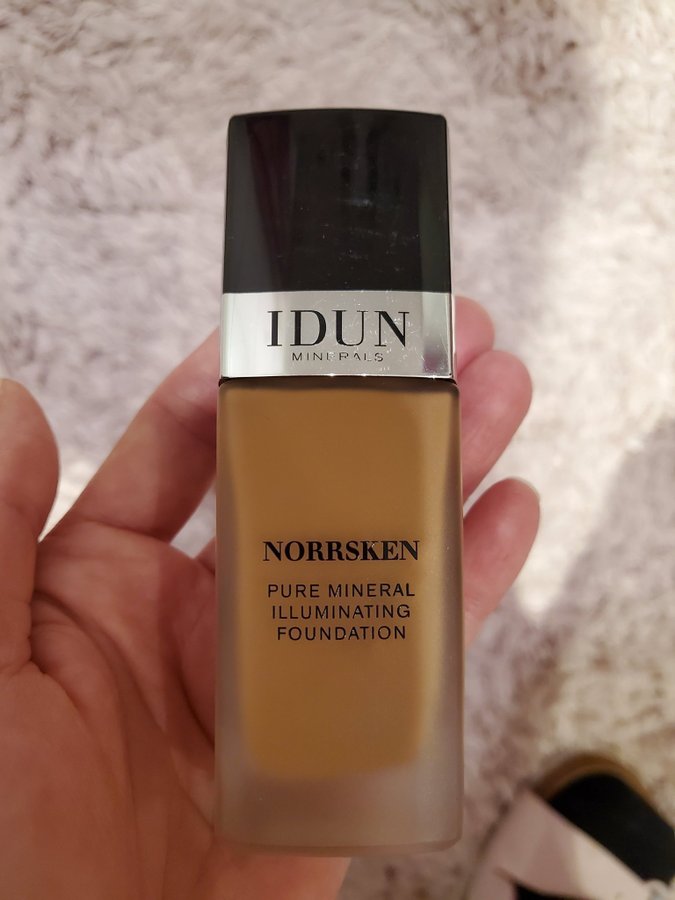 IDUN
MINERALS
NORRSKEN
PURE MINERAL
ILLUMINATING
FOUNDATION